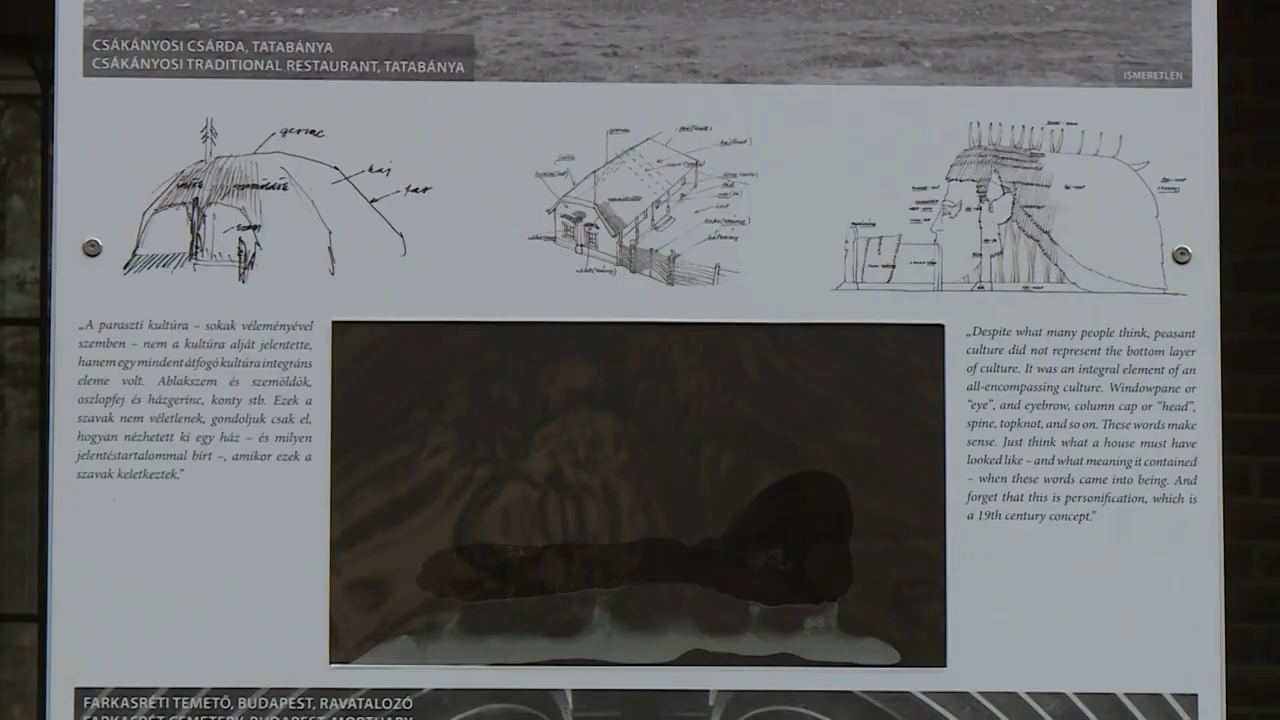 CSÁKÁNYOSI CSÁRDA, TATABÁNYA
CSÁKÁNYOSI TRADITIONAL RESTAURANT, TATABÁNYA
ISMERETLEN
gerinc
haj
„A paraszti kultúra – sokak véleményével
szemben – nem a kultúra alját jelentette,
hanem egy mindent átfogó kultúra integráns
eleme volt. Ablakszem és szemöldök,
oszlopfej és házgerinc, konty stb. Ezek a
szavak nem véletlenek, gondoljuk csak el,
hogyan nézhetett ki egy ház – és milyen
jelentéstartalommal bírt –, amikor ezek a
szavak keletkeztek.”
„Despite what many people think, peasant
culture did not represent the bottom layer
of culture. It was an integral element of an
all-encompassing culture. Windowpane or
“eye”, and eyebrow, column cap or “head”,
spine, topknot, and so on. These words make
sense. Just think what a house must have
looked like – and what meaning it contained
– when these words came into being. And
forget that this is personification, which is
a 19th century concept.”
FARKASRÉTI TEMETŐ, BUDAPEST, RAVATALOZÓ
FARKASRÉT CEMETERY, BUDAPEST, MORTUARY